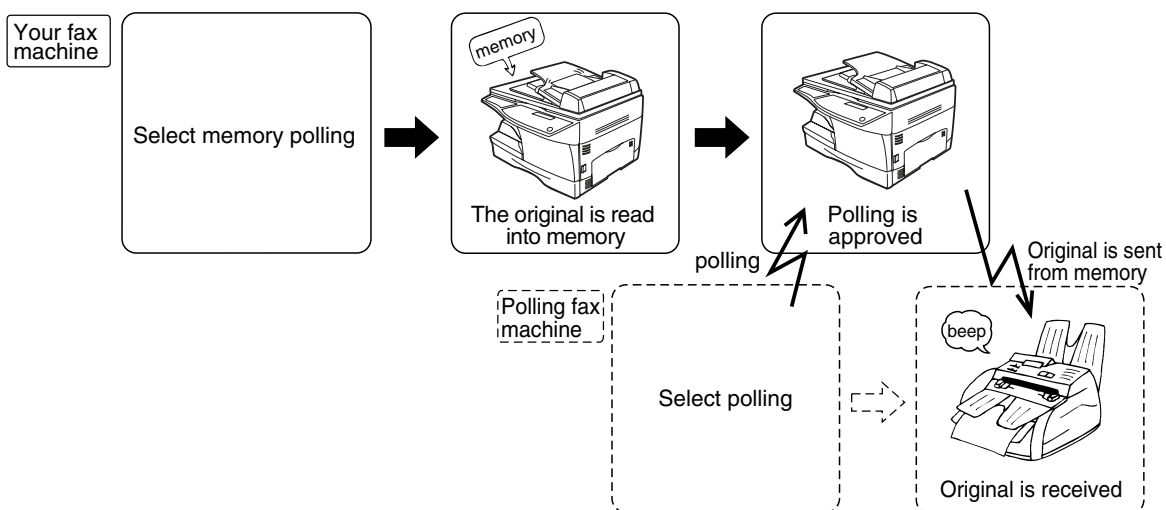 Your fax
machine
Select memory polling
memory
The original is read
into memory
Polling is
approved
polling
Original is sent
from memory
Polling fax
machine
Select polling
beep
Original is received